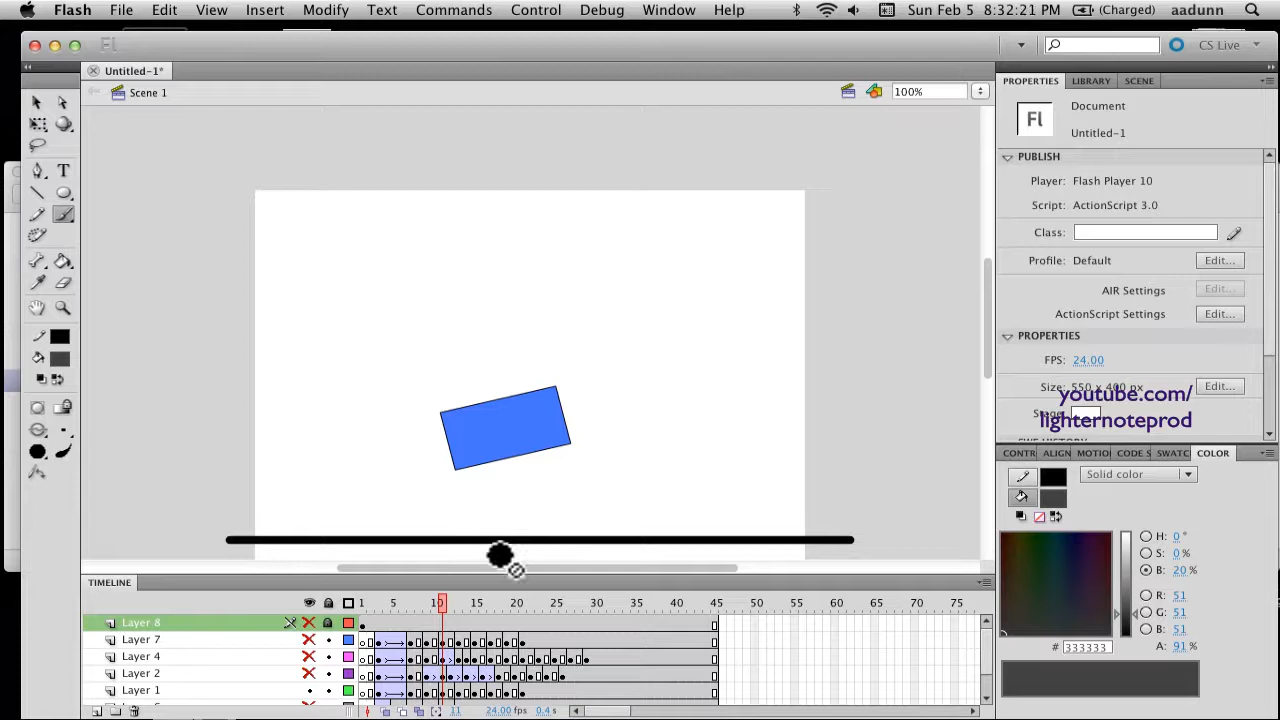 Flash File Edit View Insert Modify Text Commands Control Debug Window Help Sun Feb 5 8:32:21 PM (Charged) aadunn
Fl CS Live
Untitled-1*
Scene 1 100%
PROPERTIES LIBRARY SCENE
Fl Document
Untitled-1
PUBLISH
Player: Flash Player 10
Script: ActionScript 3.0
Class:
Profile: Default Edit...
AIR Settings Edit...
ActionScript Settings Edit...
PROPERTIES
FPS: 24.00
Size: 550 x 400 px Edit...
youtube.com/
lighternoteprod
CONTR ALIGN MOTIO CODE S SWATC COLOR
Solid color
H: 0 °
S: 0 %
B: 20 %
R: 51
G: 51
B: 51
# 333333 A: 91 %
TIMELINE
1 5 10 15 20 25 30 35 40 45 50 55 60 65 70 75
Layer 8
Layer 7
Layer 4
Layer 2
Layer 1
11 24.00 fps 0.4 s